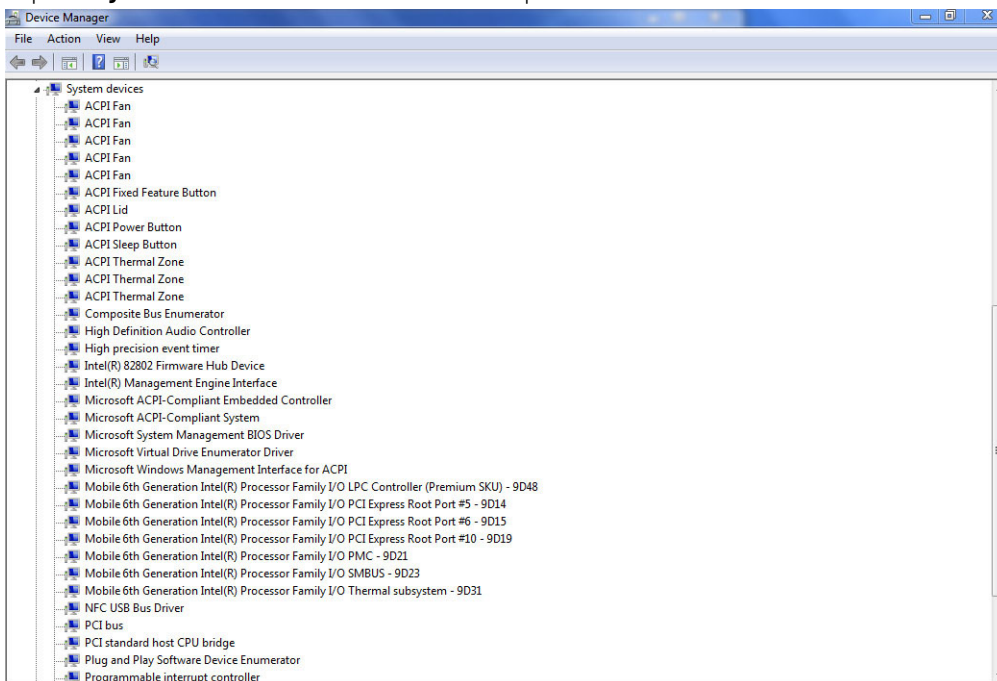 Device Manager
File Action View Help
System devices
ACPI Fan
ACPI Fan
ACPI Fan
ACPI Fan
ACPI Fan
ACPI Fixed Feature Button
ACPI Lid
ACPI Power Button
ACPI Sleep Button
ACPI Thermal Zone
ACPI Thermal Zone
ACPI Thermal Zone
Composite Bus Enumerator
High Definition Audio Controller
High precision event timer
Intel(R) 82802 Firmware Hub Device
Intel(R) Management Engine Interface
Microsoft ACPI-Compliant Embedded Controller
Microsoft ACPI-Compliant System
Microsoft System Management BIOS Driver
Microsoft Virtual Drive Enumerator Driver
Microsoft Windows Management Interface for ACPI
Mobile 6th Generation Intel(R) Processor Family I/O LPC Controller (Premium SKU) - 9D48
Mobile 6th Generation Intel(R) Processor Family I/O PCI Express Root Port #5 - 9D14
Mobile 6th Generation Intel(R) Processor Family I/O PCI Express Root Port #6 - 9D15
Mobile 6th Generation Intel(R) Processor Family I/O PCI Express Root Port #10 - 9D19
Mobile 6th Generation Intel(R) Processor Family I/O PMC - 9D21
Mobile 6th Generation Intel(R) Processor Family I/O SMBUS - 9D23
Mobile 6th Generation Intel(R) Processor Family I/O Thermal subsystem - 9D31
NFC USB Bus Driver
PCI bus
PCI standard host CPU bridge
Plug and Play Software Device Enumerator
Programmable interrupt controller